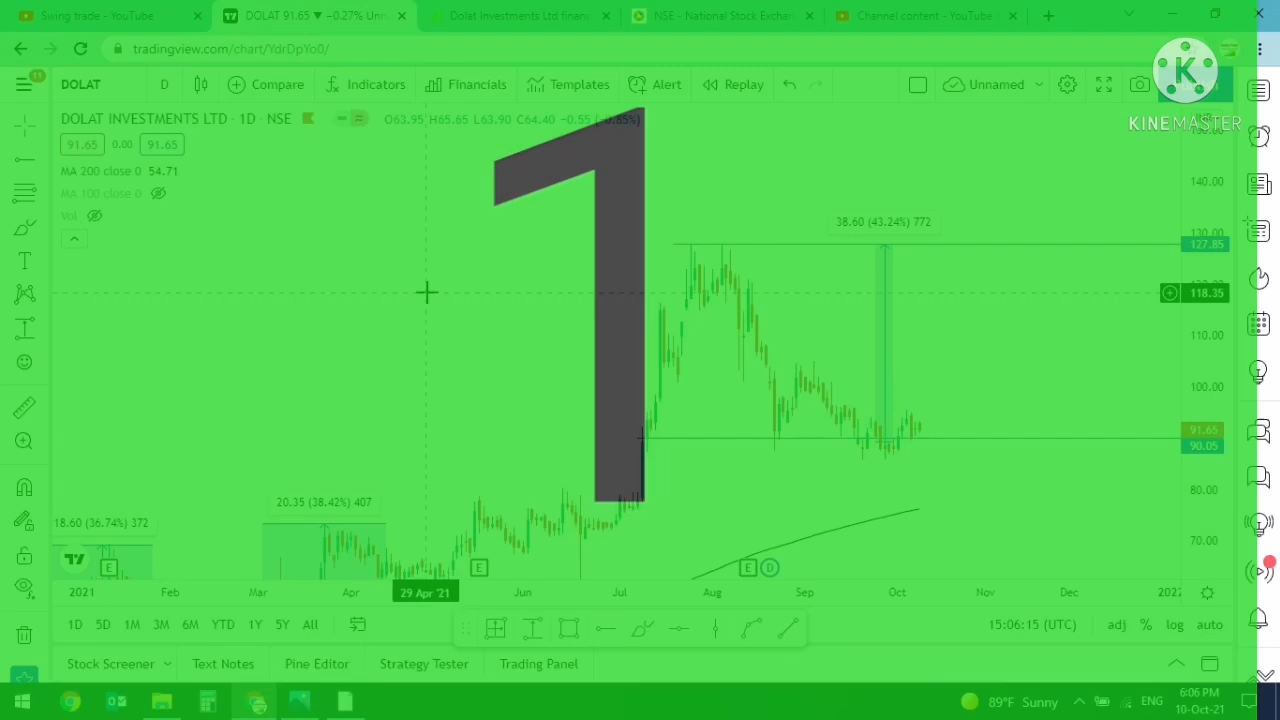 Swing trade - YouTube
DOLAT 91.65 ▼ −0.27% Unn
Dolat Investments Ltd financ
NSE - National Stock Exchan
Channel content - YouTube
tradingview.com/chart/YdrDpYo0/
11
DOLAT
D
Compare
Indicators
Financials
Templates
Alert
Replay
Unnamed
K
KINEMASTER
DOLAT INVESTMENTS LTD · 1D · NSE
O63.95 H65.65 L63.90 C64.40 −0.55 (−0.85%)
91.65 0.00 91.65
MA 200 close 0 54.71
MA 100 close 0
Vol
1
140.00
130.00
127.85
118.35
110.00
100.00
91.65
90.05
80.00
70.00
38.60 (43.24%) 772
20.35 (38.42%) 407
18.60 (36.74%) 372
E
E
E
D
2021 Feb Mar Apr 29 Apr '21 Jun Jul Aug Sep Oct Nov Dec 2022
1D 5D 1M 3M 6M YTD 1Y 5Y All
15:06:15 (UTC)
adj % log auto
Stock Screener
Text Notes
Pine Editor
Strategy Tester
Trading Panel
89°F Sunny
ENG
6:06 PM
10-Oct-21